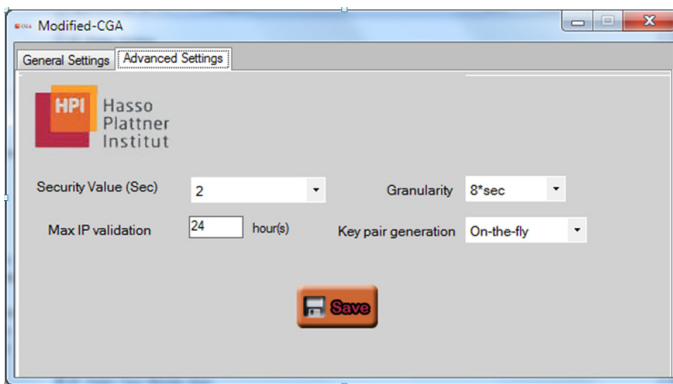 CGA Modified-CGA
General Settings Advanced Settings
HPI Hasso
Plattner
Institut
Security Value (Sec) 2 Granularity 8*sec
Max IP validation 24 hour(s) Key pair generation On-the-fly
Save